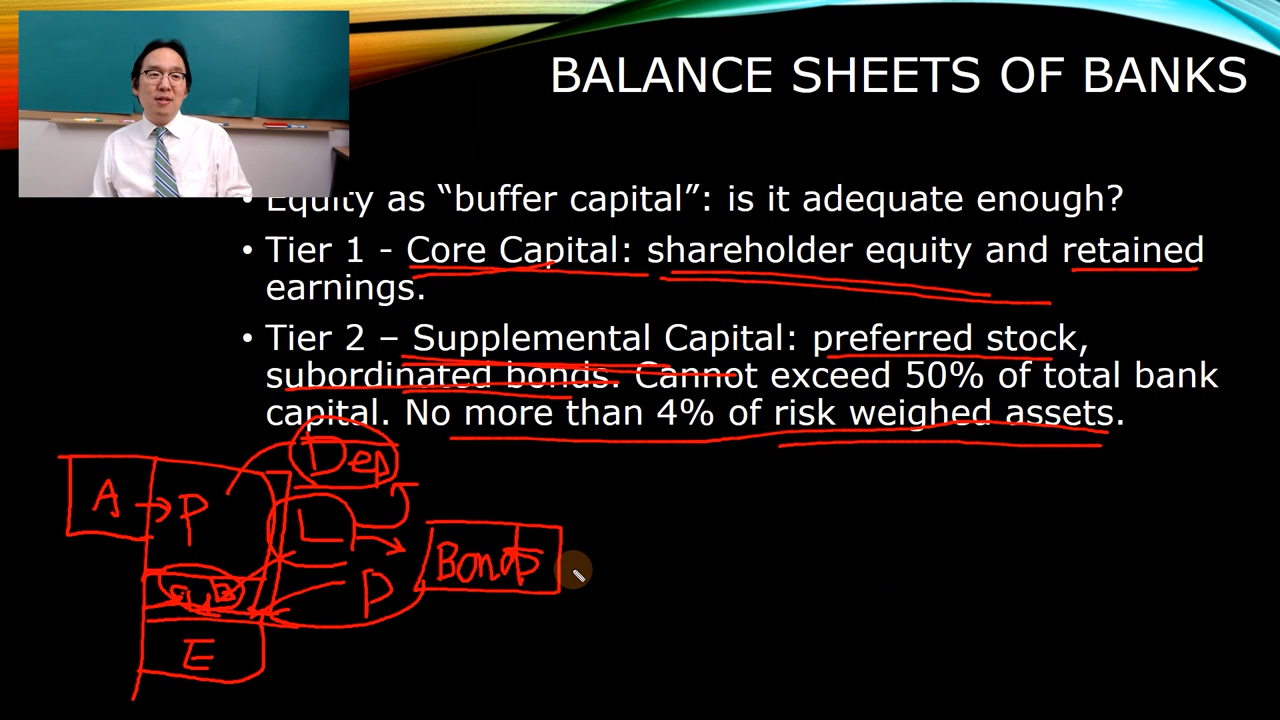 BALANCE SHEETS OF BANKS
• Equity as “buffer capital”: is it adequate enough?
• Tier 1 - Core Capital: shareholder equity and retained
earnings.
• Tier 2 – Supplemental Capital: preferred stock,
subordinated bonds. Cannot exceed 50% of total bank
capital. No more than 4% of risk weighed assets.
Dep
A P L
Bonds
P
E